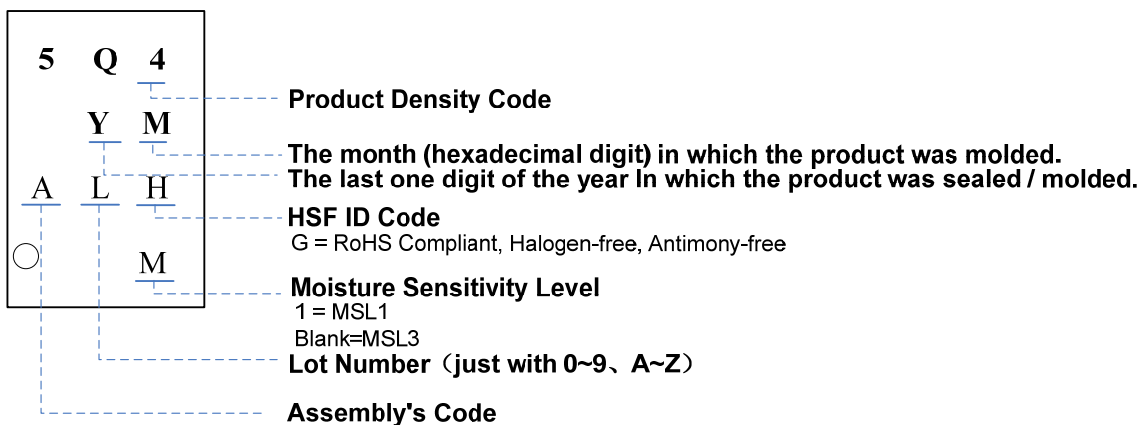 5 Q 4
Product Density Code
Y M
The month (hexadecimal digit) in which the product was molded.
The last one digit of the year In which the product was sealed / molded.
A L H
HSF ID Code
G = RoHS Compliant, Halogen-free, Antimony-free
M
Moisture Sensitivity Level
1 = MSL1
Blank=MSL3
Lot Number（just with 0~9、A~Z）
Assembly's Code